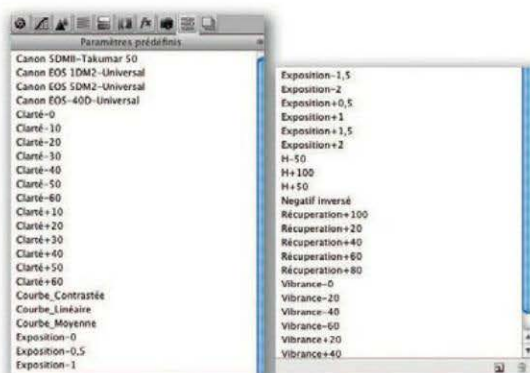 Paramètres prédéfinis
Canon 5DMII-Takumar 50
Canon EOS 1DM2-Universal
Canon EOS 5DM2-Universal
Canon EOS-40D-Universal
Clarté-0
Clarté-10
Clarté-20
Clarté-30
Clarté-40
Clarté-50
Clarté-60
Clarté+10
Clarté+20
Clarté+30
Clarté+40
Clarté+50
Clarté+60
Courbe_Contrastée
Courbe_Linéaire
Courbe_Moyenne
Exposition-0
Exposition-0,5
Exposition-1
Exposition-1,5
Exposition-2
Exposition+0,5
Exposition+1
Exposition+1,5
Exposition+2
H-50
H+100
H+50
Negatif inversé
Récuperation+100
Récuperation+20
Récuperation+40
Récuperation+60
Récuperation+80
Vibrance-0
Vibrance-20
Vibrance-40
Vibrance-60
Vibrance+20
Vibrance+40